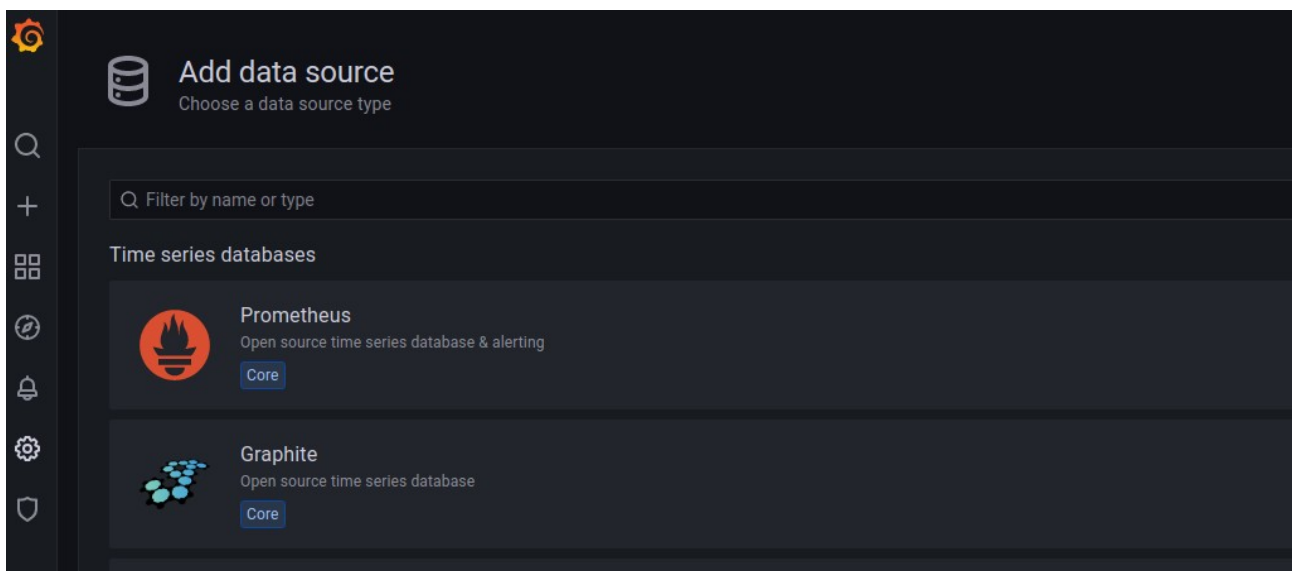 Add data source
Choose a data source type
Filter by name or type
Time series databases
Prometheus
Open source time series database & alerting
Core
Graphite
Open source time series database
Core